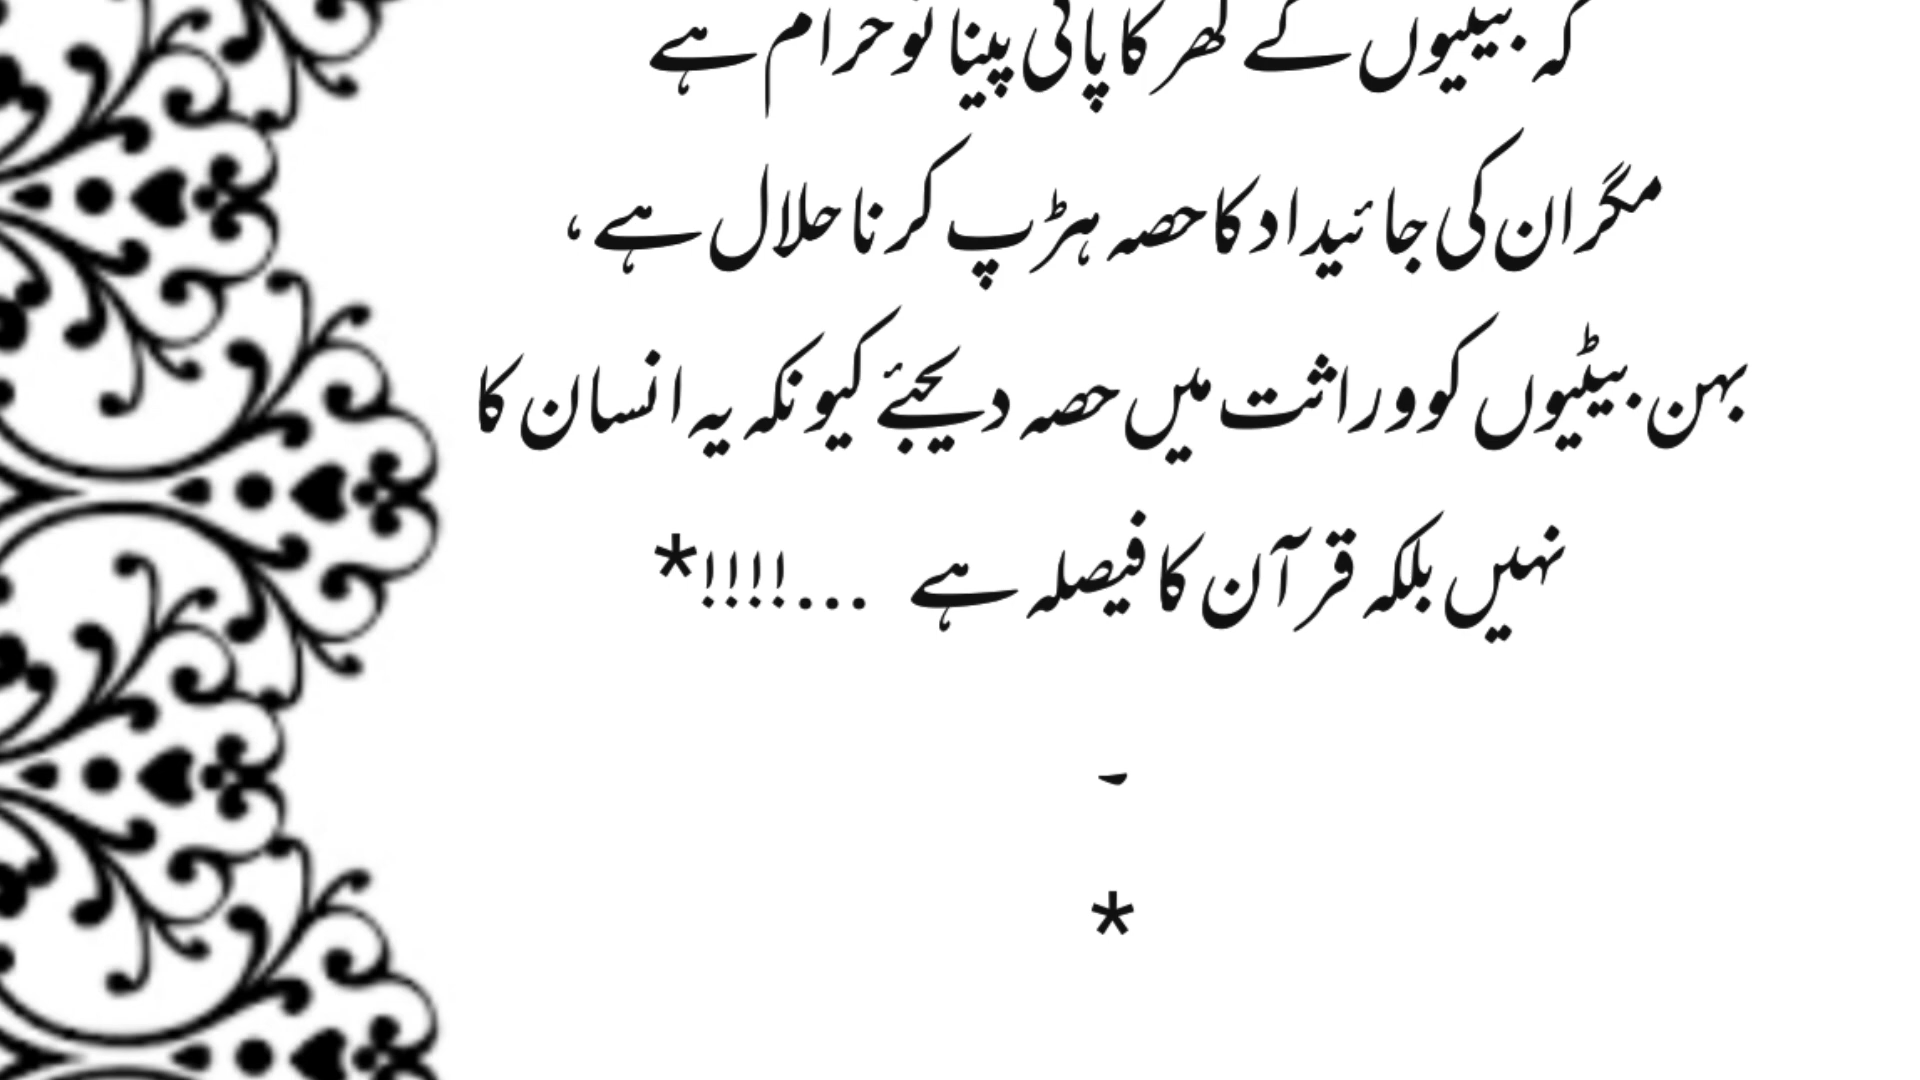 کہ بیٹیوں کے گھر کا پانی پینا تو حرام ہے
مگر ان کی جائیداد کا حصہ ہڑپ کرنا حلال ہے ،
بہن بیٹیوں کو وراثت میں حصہ دیجئے کیونکہ یہ انسان کا
نہیں بلکہ قرآن کا فیصلہ ہے ...!!!!*
۔
*